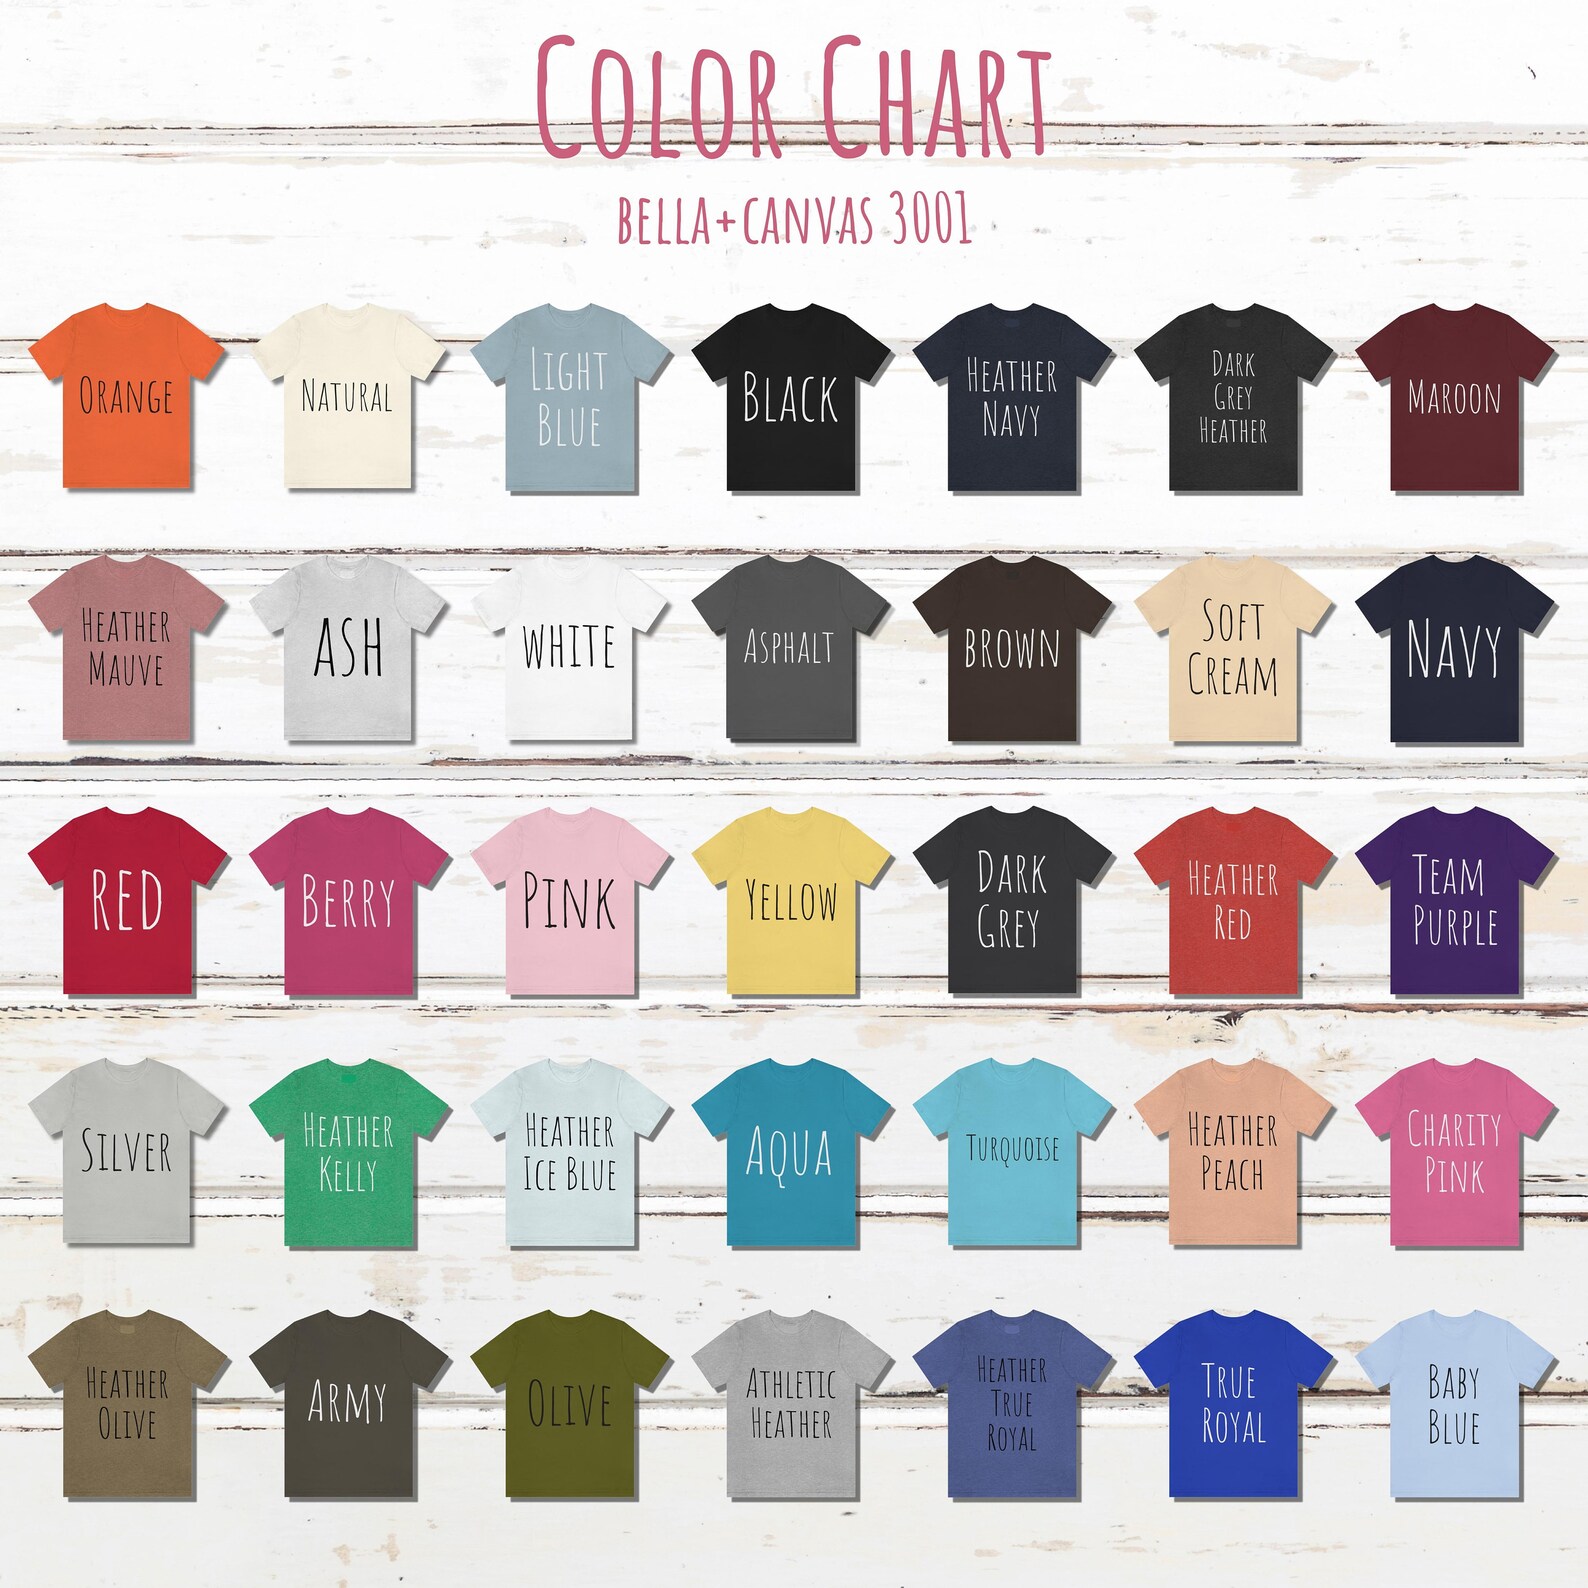 Color Chart
BELLA+CANVAS 3001
Orange
Natural
Light
Blue
Black
Heather
Navy
Dark
Grey
Heather
Maroon
Heather
Mauve
ASH
WHITE
Asphalt
BROWN
Soft
Cream
Navy
RED
Berry
Pink
Yellow
Dark
Grey
Heather
Red
Team
Purple
Silver
Heather
Kelly
Heather
Ice Blue
Aqua
Turquoise
Heather
Peach
Charity
Pink
Heather
Olive
Army
Olive
Athletic
Heather
Heather
True
Royal
True
Royal
Baby
Blue